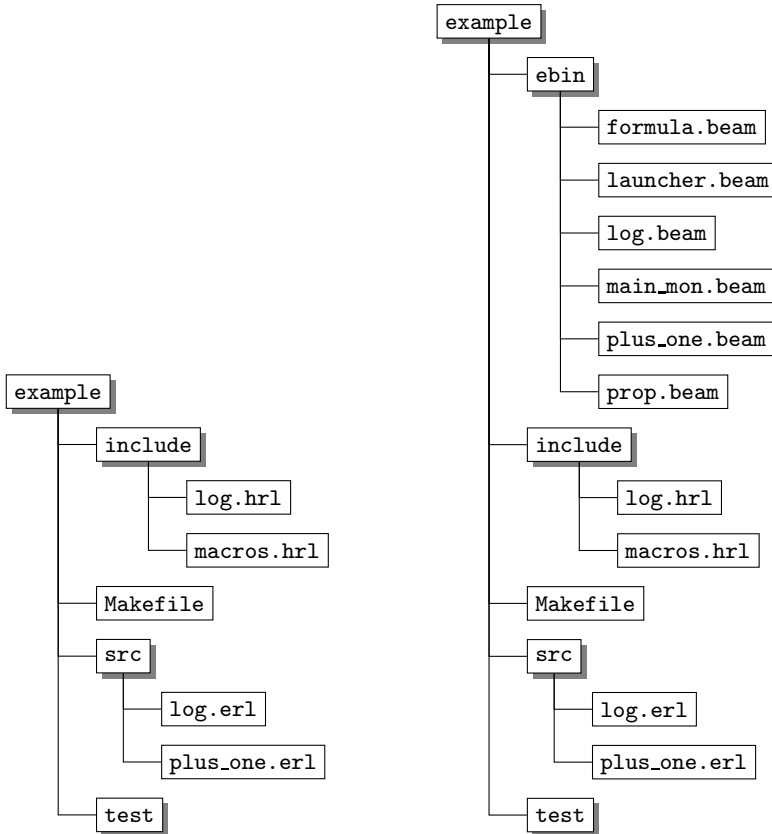 example
include
log.hrl
macros.hrl
Makefile
src
log.erl
plus_one.erl
test
example
ebin
formula.beam
launcher.beam
log.beam
main_mon.beam
plus_one.beam
prop.beam
include
log.hrl
macros.hrl
Makefile
src
log.erl
plus_one.erl
test